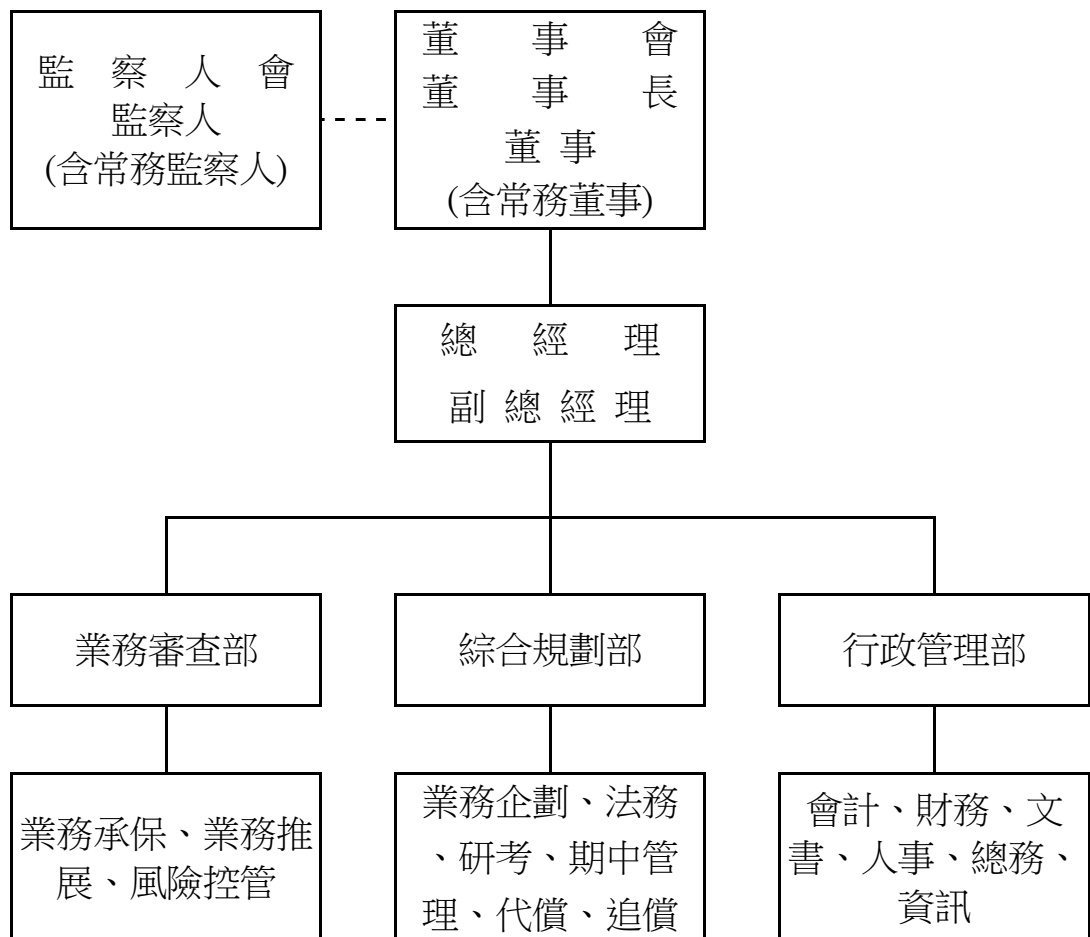 監察人會
監察人
(含常務監察人)
董事會
董事長
董事
(含常務董事)
總經理
副總經理
業務審查部
綜合規劃部
行政管理部
業務承保、業務推
展、風險控管
業務企劃、法務
、研考、期中管
理、代償、追償
會計、財務、文
書、人事、總務、
資訊